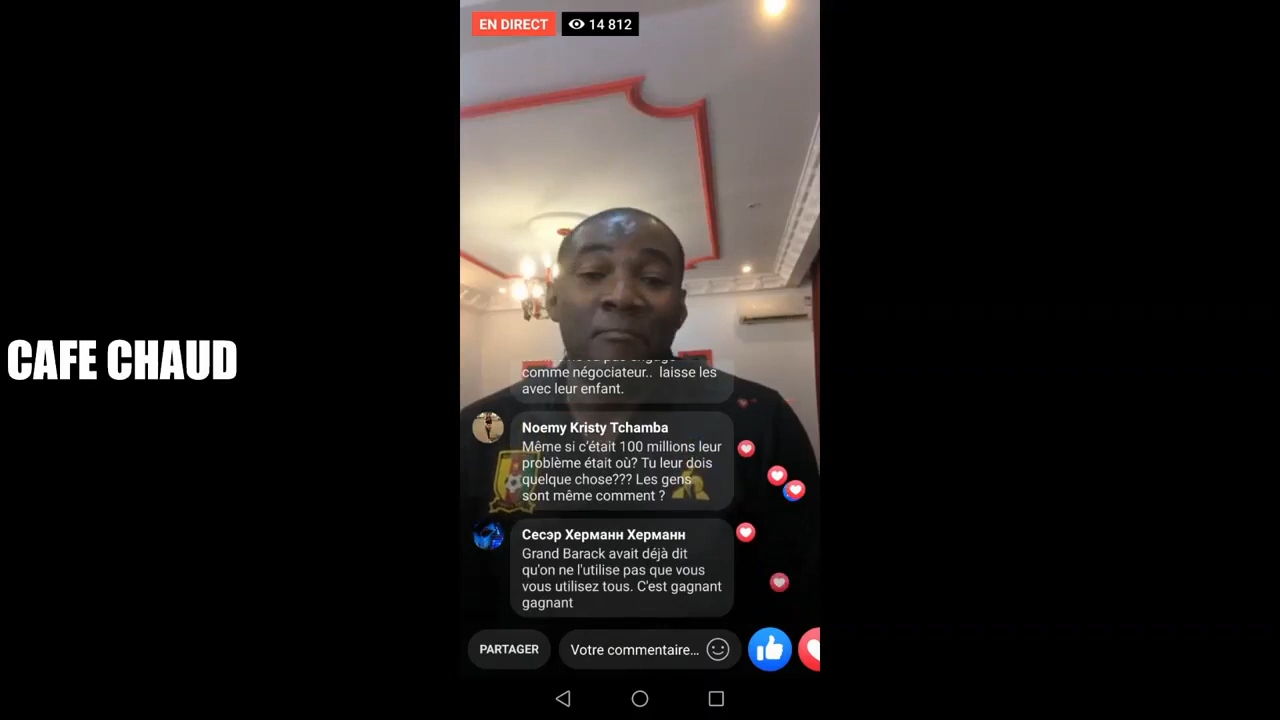 EN DIRECT
14 812
CAFE CHAUD
comme négociateur.. laisse les
avec leur enfant.
Noemy Kristy Tchamba
Même si c'était 100 millions leur
problème était où? Tu leur dois
quelque chose??? Les gens
sont même comment ?
Сесэр Херманн Херманн
Grand Barack avait déjà dit
qu'on ne l'utilise pas que vous
vous utilisez tous. C'est gagnant
gagnant
PARTAGER
Votre commentaire...